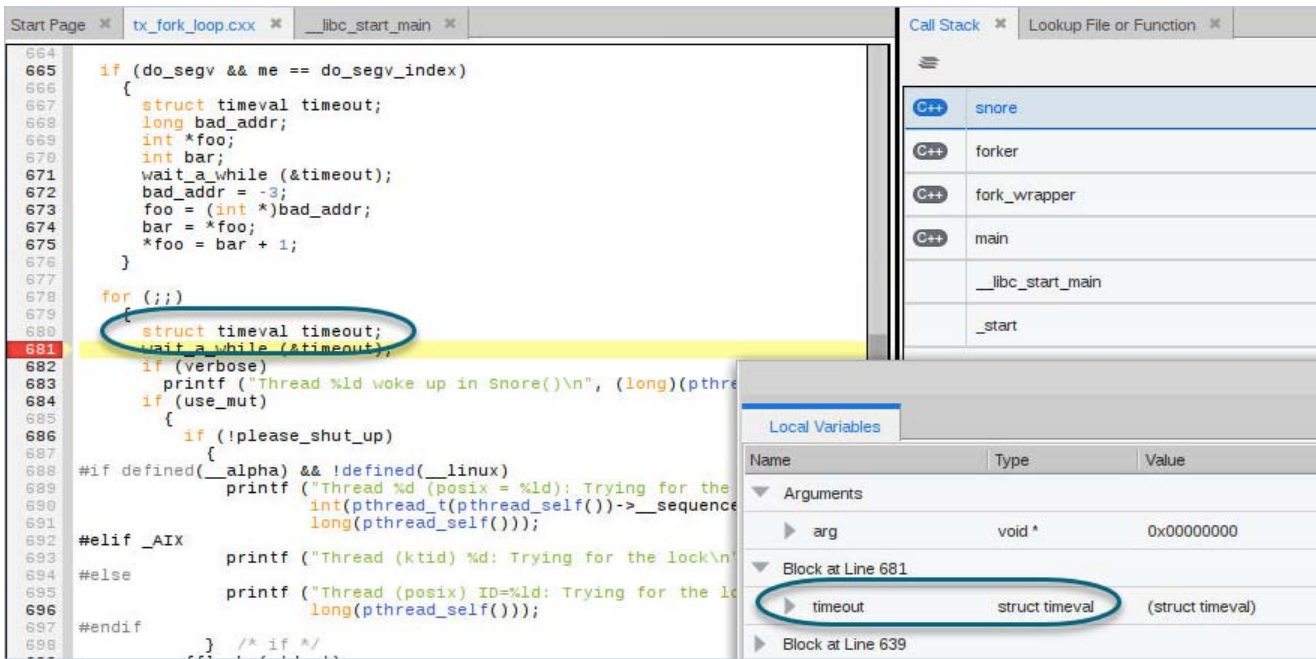 Start Page tx_fork_loop.cxx __libc_start_main
664
665 if (do_segv && me == do_segv_index)
666 {
667 struct timeval timeout;
668 long bad_addr;
669 int *foo;
670 int bar;
671 wait_a_while (&timeout);
672 bad_addr = -3;
673 foo = (int *)bad_addr;
674 bar = *foo;
675 *foo = bar + 1;
676 }
677
678 for (;;)
679 {
680 struct timeval timeout;
681 wait_a_while (&timeout);
682 if (verbose)
683 printf ("Thread %ld woke up in Snore()\n", (long)(pthre
684 if (use_mut)
685 {
686 if (!please_shut_up)
687 {
688 #if defined(__alpha) && !defined(__linux)
689 printf ("Thread %d (posix = %ld): Trying for the
690 int(pthread_t(pthread_self())->__sequence
691 long(pthread_self()));
692 #elif _AIX
693 printf ("Thread (ktid) %d: Trying for the lock\n"
694 #else
695 printf ("Thread (posix) ID=%ld: Trying for the lo
696 long(pthread_self()));
697 #endif
698 } /* if */
Call Stack Lookup File or Function
C++ snore
C++ forker
C++ fork_wrapper
C++ main
__libc_start_main
_start
Local Variables
Name Type Value
Arguments
arg void * 0x00000000
Block at Line 681
timeout struct timeval (struct timeval)
Block at Line 639